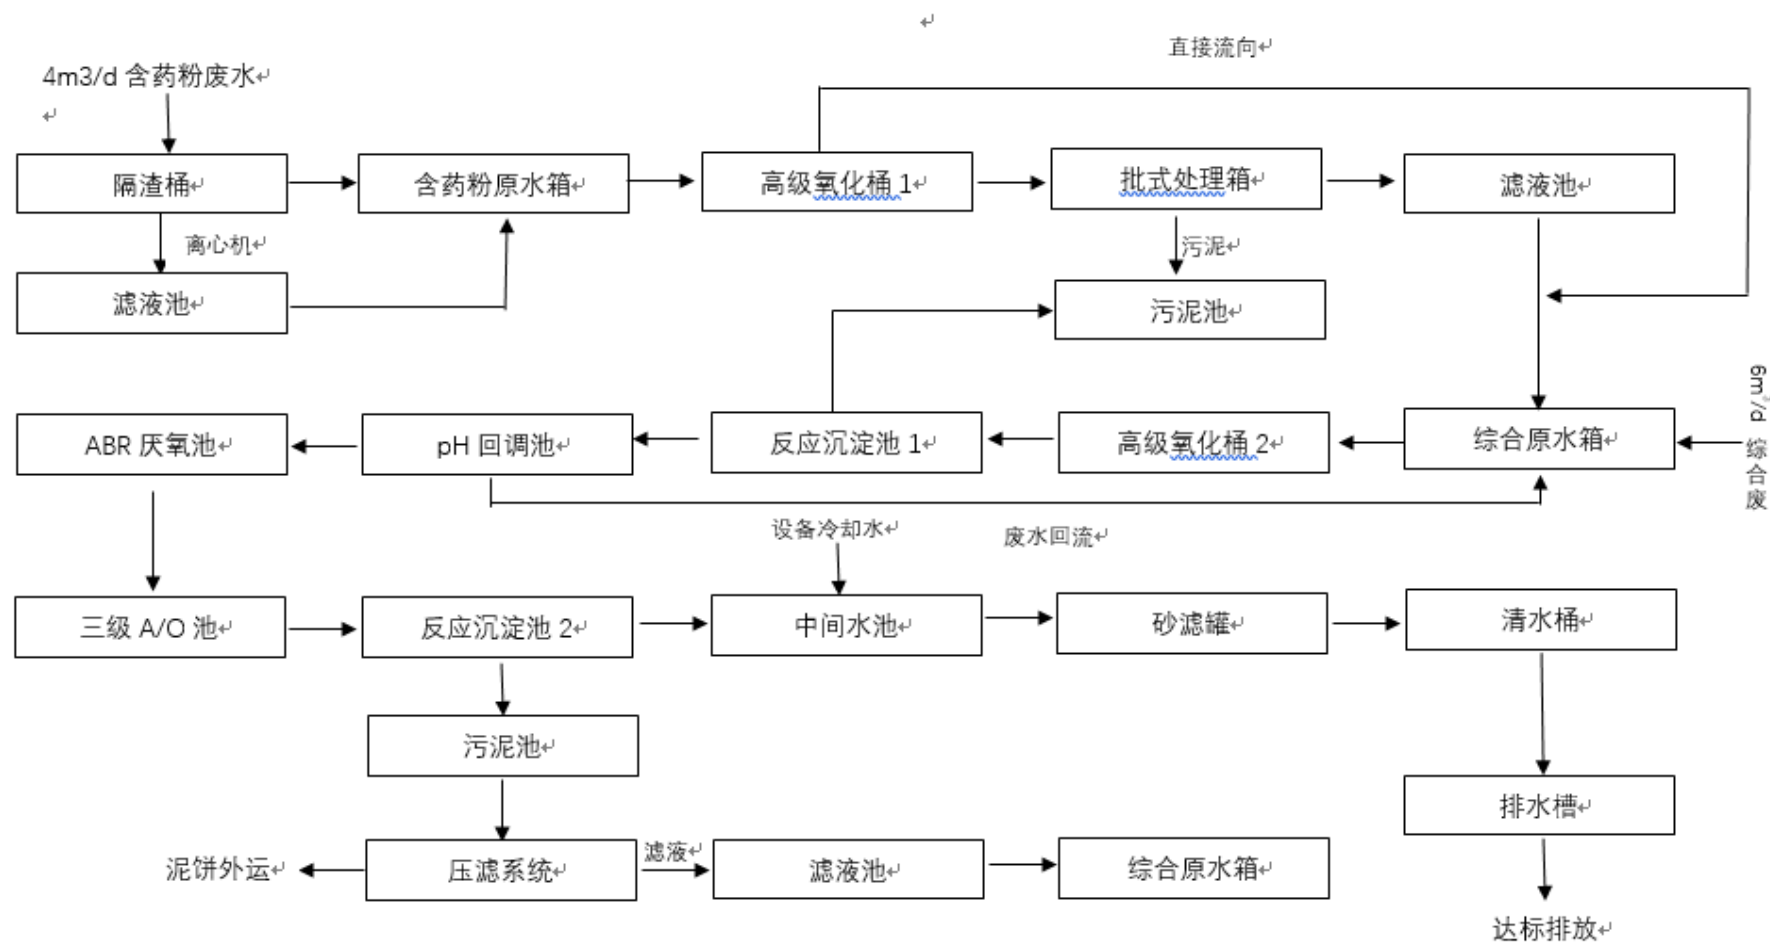 直接流向
4m3/d 含药粉废水
隔渣桶
含药粉原水箱
高级氧化桶 1
批式处理箱
滤液池
离心机
污泥
滤液池
污泥池
6m³/d 综合废
ABR 厌氧池
pH 回调池
反应沉淀池 1
高级氧化桶 2
综合原水箱
设备冷却水
废水回流
三级 A/O 池
反应沉淀池 2
中间水池
砂滤罐
清水桶
污泥池
排水槽
泥饼外运
压滤系统
滤液
滤液池
综合原水箱
达标排放